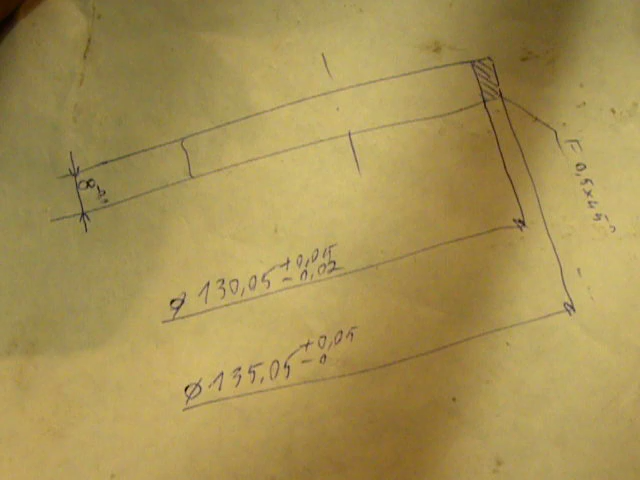 8
F 0,5x45°
ø 130,05 +0,05 -0,02
ø 135,05 +0,05 -0